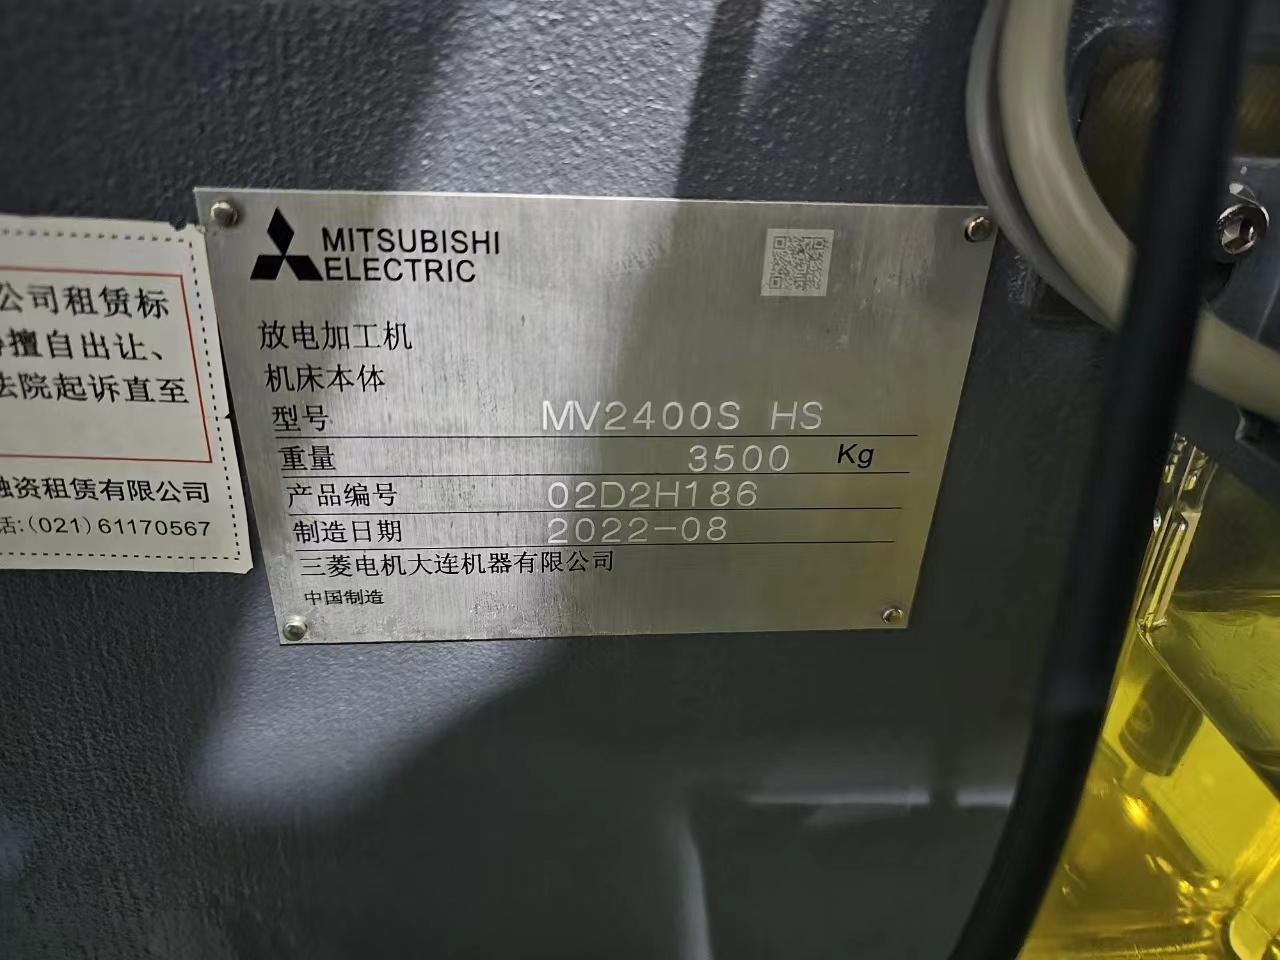 MITSUBISHI
ELECTRIC
放电加工机
机床本体
型号 MV2400S HS
重量 3500 Kg
产品编号 02D2H186
制造日期 2022-08
三菱电机大连机器有限公司
中国制造
公司租赁标
擅自出让、
法院起诉直至
融资租赁有限公司
话:(021)61170567